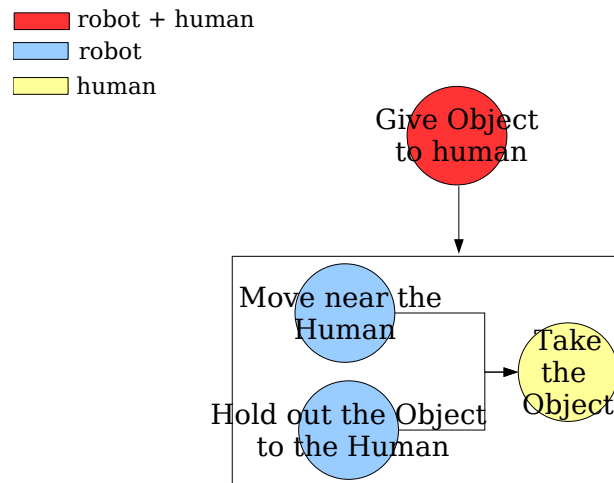 robot + human
robot
human
Give Object
to human
Move near the
Human
Hold out the Object
to the Human
Take
the
Object